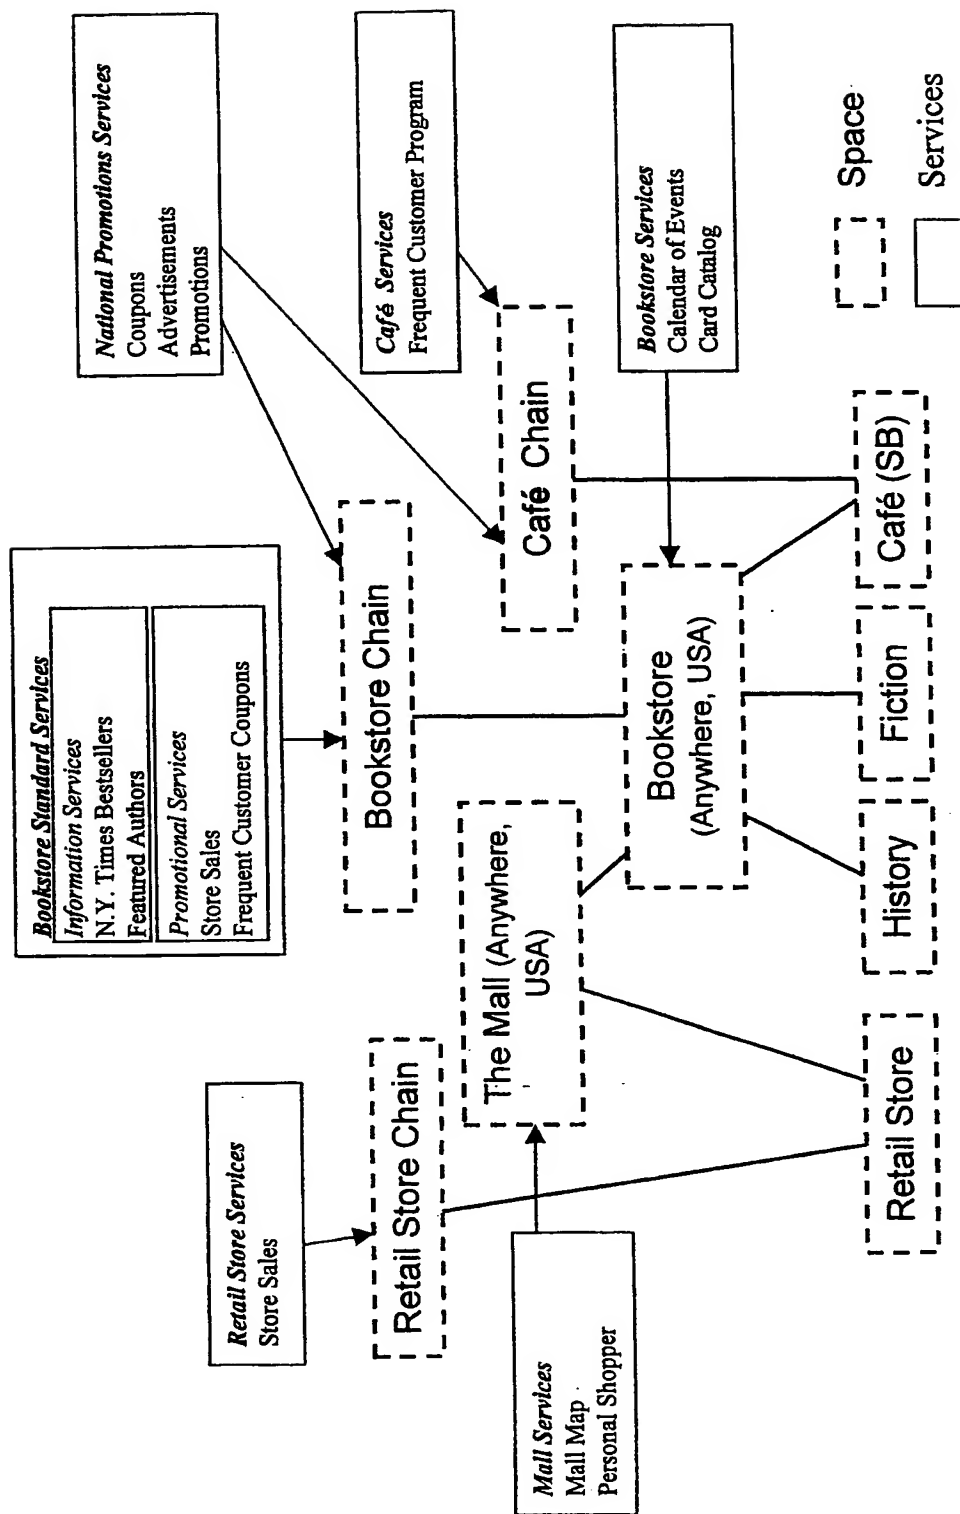 Bookstore Standard Services
Information Services
N.Y. Times Bestsellers
Featured Authors
Promotional Services
Store Sales
Frequent Customer Coupons
National Promotions Services
Coupons
Advertisements
Promotions
Retail Store Services
Store Sales
Bookstore Chain
Café Services
Frequent Customer Program
Retail Store Chain
The Mall (Anywhere,
USA)
Café Chain
Mall Services
Mall Map
Personal Shopper
Bookstore
(Anywhere, USA)
Bookstore Services
Calendar of Events
Card Catalog
Retail Store
History
Fiction
Café (SB)
Space
Services